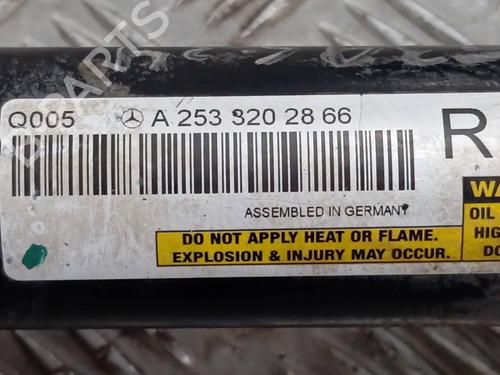 Q005 A 253 320 28 66 R
ASSEMBLED IN GERMANY
DO NOT APPLY HEAT OR FLAME.
EXPLOSION & INJURY MAY OCCUR.
WA
OIL
HIG
DO
B PARTS